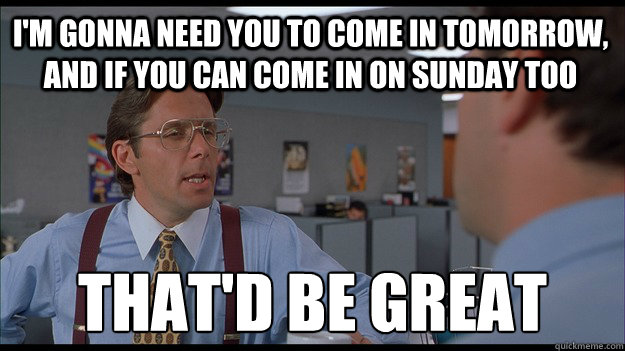 I'M GONNA NEED YOU TO COME IN TOMORROW,
AND IF YOU CAN COME IN ON SUNDAY TOO
THAT'D BE GREAT
quickmeme.com